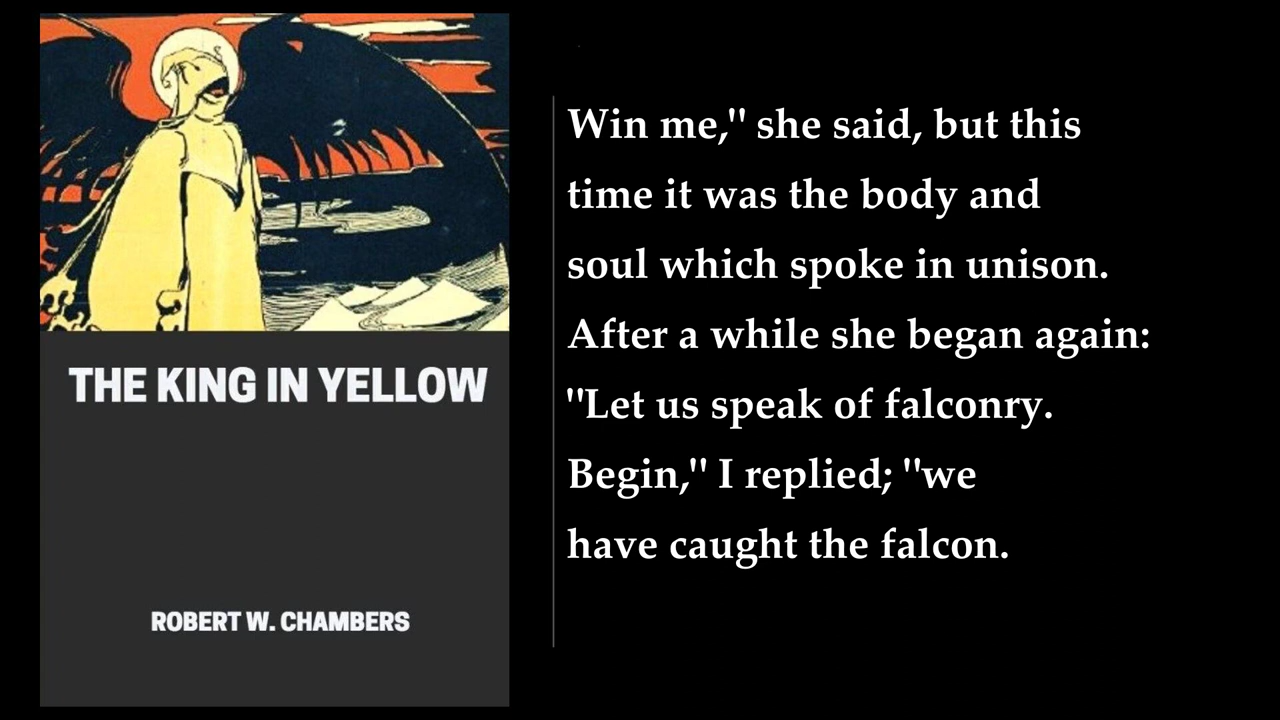 THE KING IN YELLOW
ROBERT W. CHAMBERS
Win me," she said, but this
time it was the body and
soul which spoke in unison.
After a while she began again:
"Let us speak of falconry.
Begin," I replied; "we
have caught the falcon.